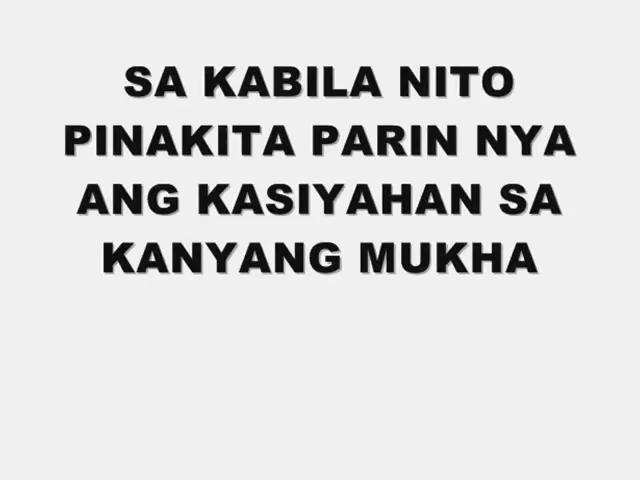 SA KABILA NITO
PINAKITA PARIN NYA
ANG KASIYAHAN SA
KANYANG MUKHA